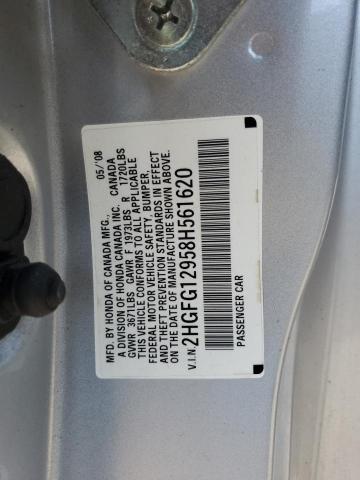 05/'08
MFD. BY HONDA OF CANADA MFG.,
A DIVISION OF HONDA CANADA INC. CANADA
GVWR 3671LBS GAWR F 1973LBS R 1720LBS
THIS VEHICLE CONFORMS TO ALL APPLICABLE
FEDERAL MOTOR VEHICLE SAFETY, BUMPER,
AND THEFT PREVENTION STANDARDS IN EFFECT
ON THE DATE OF MANUFACTURE SHOWN ABOVE.
V.I.N. 2HGFG12958H561620
PASSENGER CAR